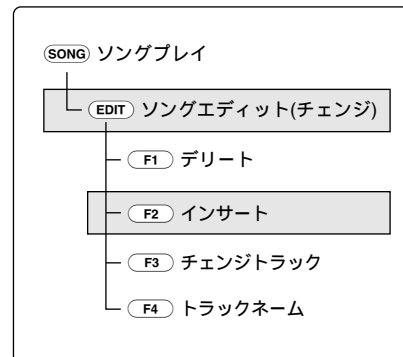 SONG ソングプレイ
EDIT ソングエディット(チェンジ)
F1 デリート
F2 インサート
F3 チェンジトラック
F4 トラックネーム